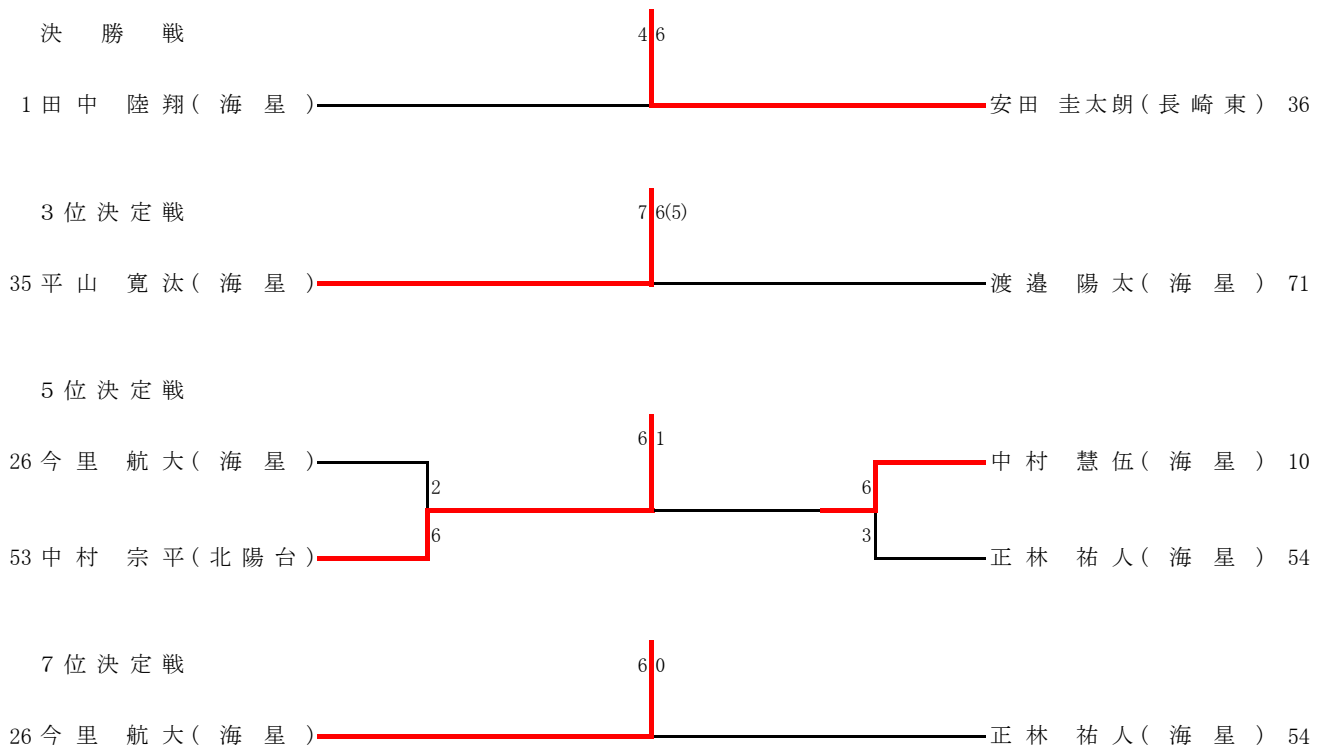 決勝戦
4 6
1 田中 陸翔(海星) 安田 圭太朗(長崎東) 36
3位決定戦
7 6(5)
35 平山 寛汰(海星) 渡邉 陽太(海星) 71
5位決定戦
6 1
26 今里 航大(海星) 中村 慧伍(海星) 10
2 6
6 3
53 中村 宗平(北陽台) 正林 祐人(海星) 54
7位決定戦
6 0
26 今里 航大(海星) 正林 祐人(海星) 54